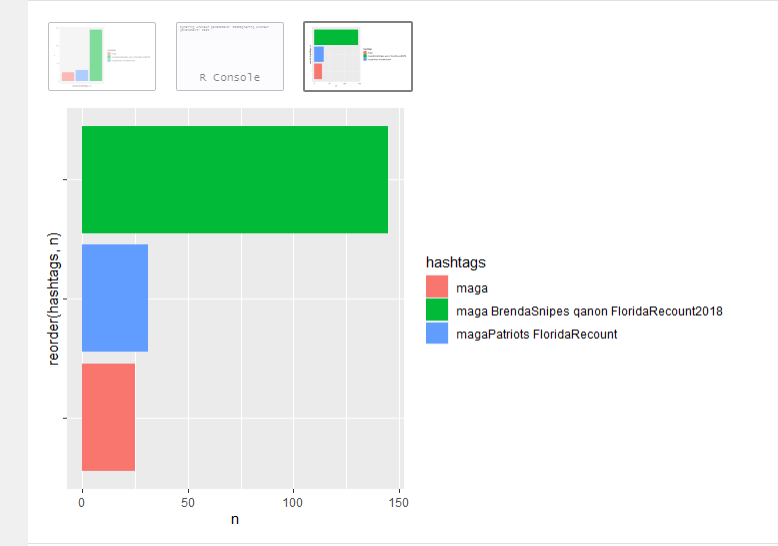 R Console
reorder(hashtags, n)
0 50 100 150
n
hashtags
maga
maga BrendaSnipes qanon FloridaRecount2018
magaPatriots FloridaRecount